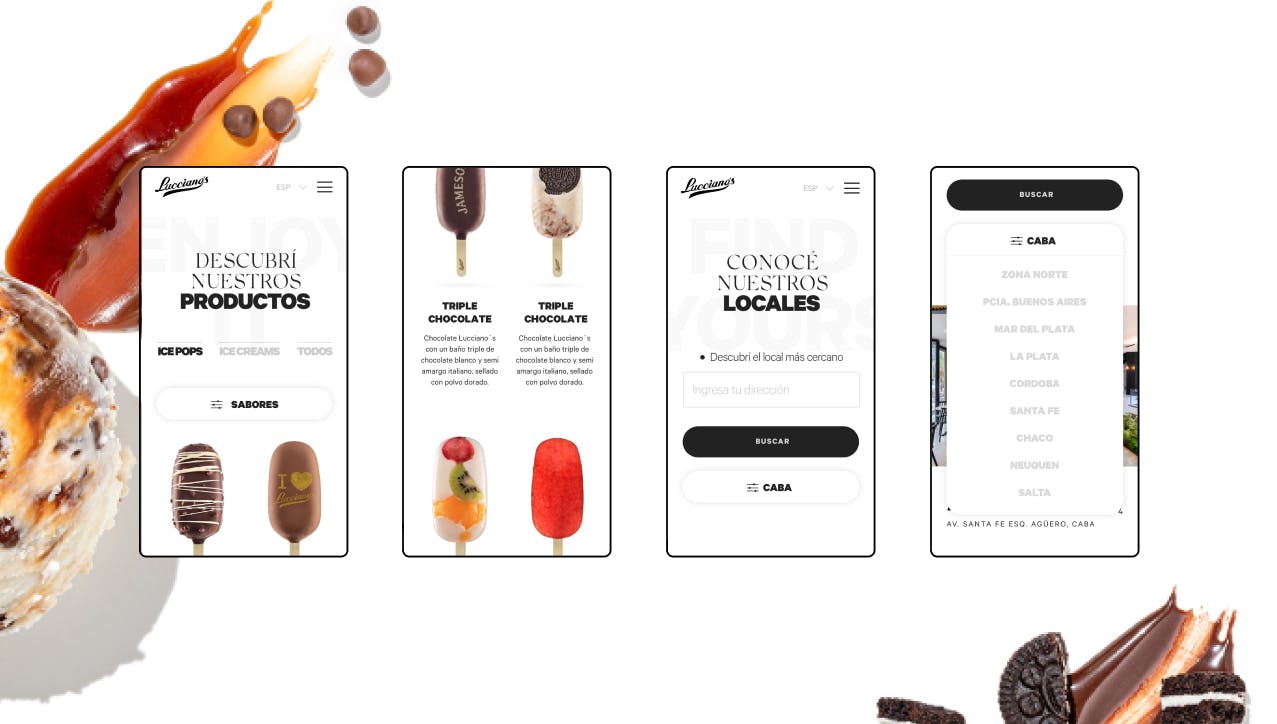 Lucciano's
ESP
ENJOY
IT
DESCUBRÍ
NUESTROS
PRODUCTOS
ICE POPS
ICE CREAMS
TODOS
SABORES
I
Lucciano's
JAMESO
TRIPLE
CHOCOLATE
Chocolate Lucciano´s
con un baño triple de
chocolate blanco y semi
amargo italiano, sellado
con polvo dorado.
TRIPLE
CHOCOLATE
Chocolate Lucciano´s
con un baño triple de
chocolate blanco y semi
amargo italiano, sellado
con polvo dorado.
Lucciano's
ESP
FIND
YOURS
CONOCÉ
NUESTROS
LOCALES
• Descubrí el local más cercano
Ingresa tu dirección
BUSCAR
CABA
BUSCAR
CABA
ZONA NORTE
PCIA. BUENOS AIRES
MAR DEL PLATA
LA PLATA
CORDOBA
SANTA FE
CHACO
NEUQUEN
SALTA
AV. SANTA FE ESQ. AGÜERO, CABA